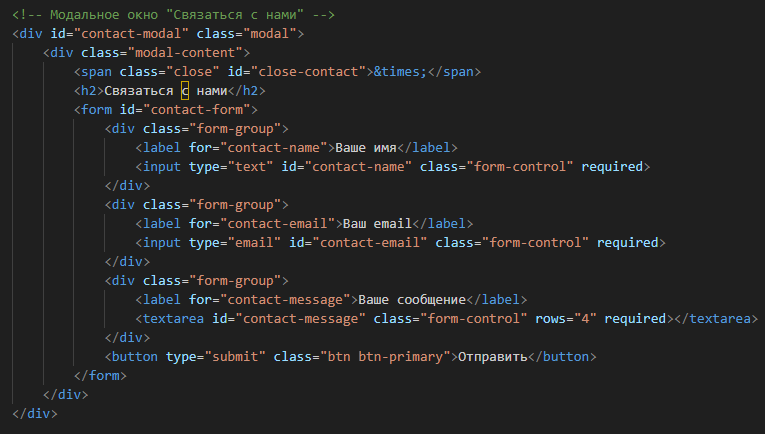 <!-- Модальное окно "Связаться с нами" -->
<div id="contact-modal" class="modal">
    <div class="modal-content">
        <span class="close" id="close-contact">&times;</span>
        <h2>Связаться с нами</h2>
        <form id="contact-form">
            <div class="form-group">
                <label for="contact-name">Ваше имя</label>
                <input type="text" id="contact-name" class="form-control" required>
            </div>
            <div class="form-group">
                <label for="contact-email">Ваш email</label>
                <input type="email" id="contact-email" class="form-control" required>
            </div>
            <div class="form-group">
                <label for="contact-message">Ваше сообщение</label>
                <textarea id="contact-message" class="form-control" rows="4" required></textarea>
            </div>
            <button type="submit" class="btn btn-primary">Отправить</button>
        </form>
    </div>
</div>